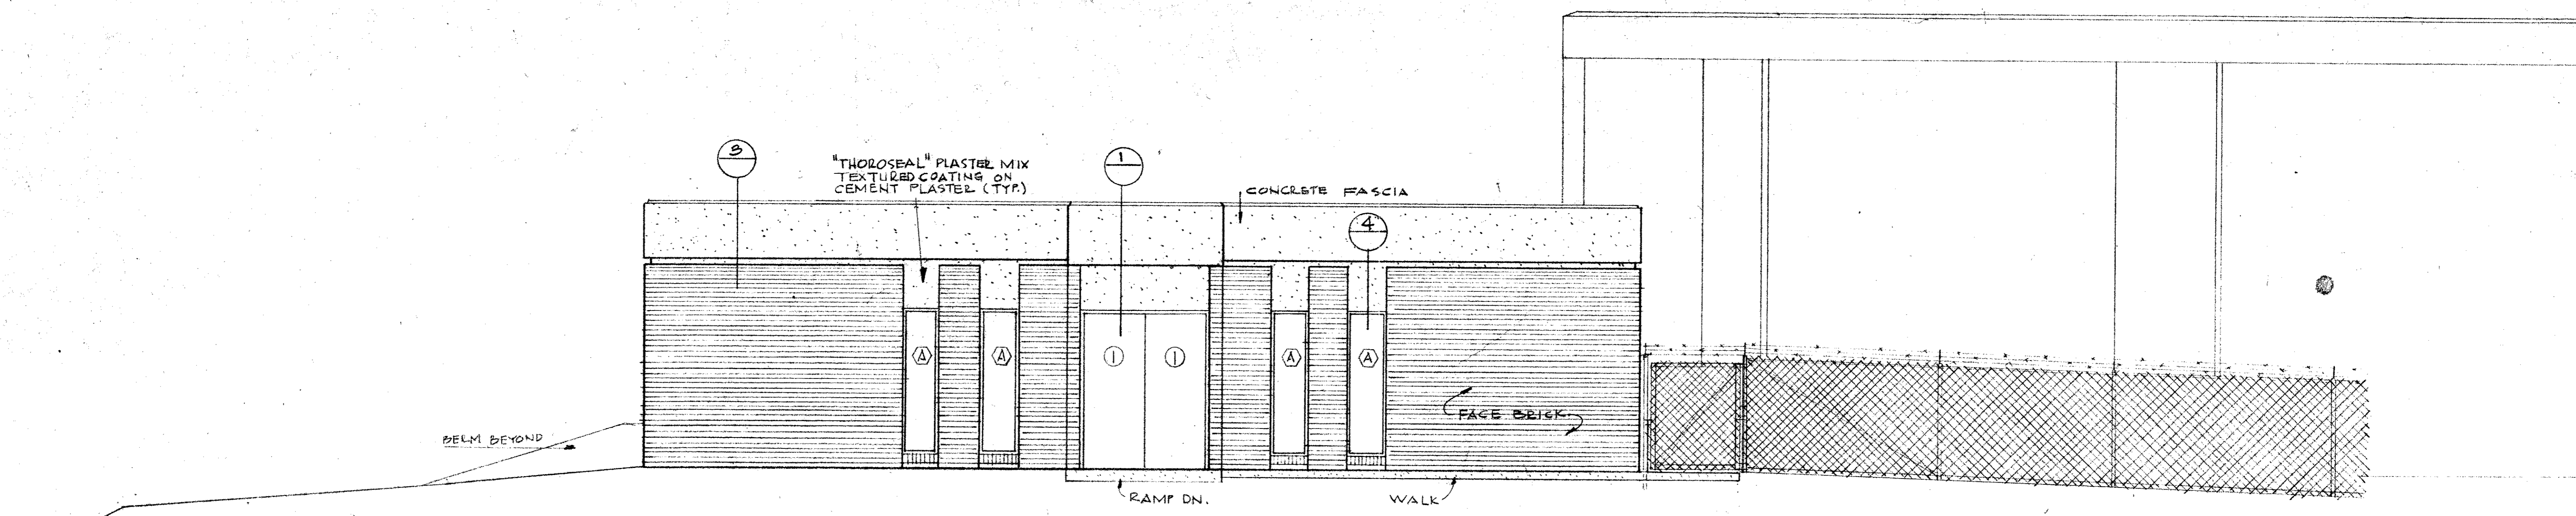 3
"THOROSEAL" PLASTER MIX
TEXTURED COATING ON
CEMENT PLASTER (TYP.)
1
CONCRETE FASCIA
4
A
A
1
1
A
A
FACE BRICK
BERM BEYOND
RAMP DN.
WALK